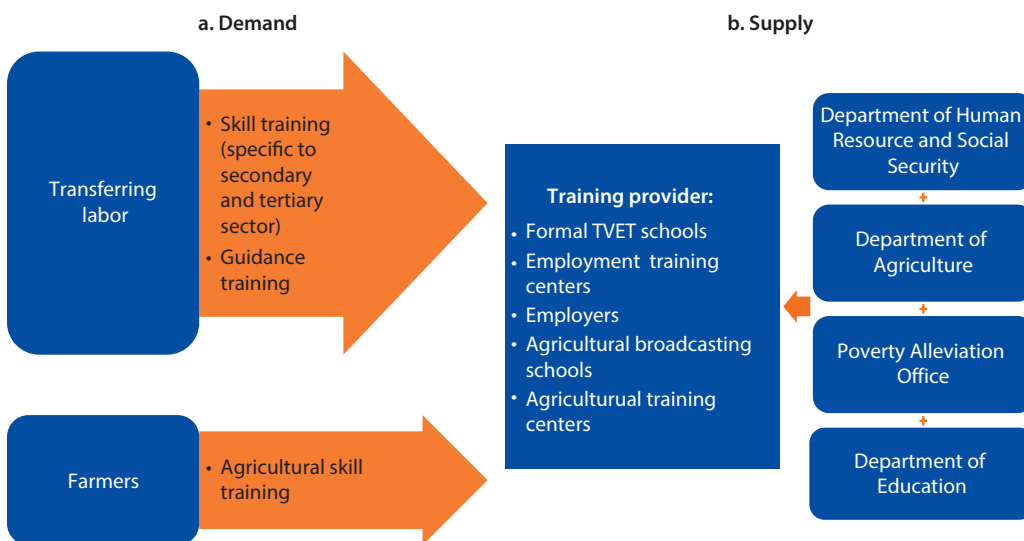 a. Demand
Transferring
labor
• Skill training
(specific to
secondary
and tertiary
sector)
• Guidance
training
Farmers
• Agricultural skill
training
b. Supply
Training provider:
• Formal TVET schools
• Employment training
centers
• Employers
• Agricultural broadcasting
schools
• Agriculturual training
centers
Department of Human
Resource and Social
Security
+
Department of
Agriculture
+
Poverty Alleviation
Office
+
Department of
Education